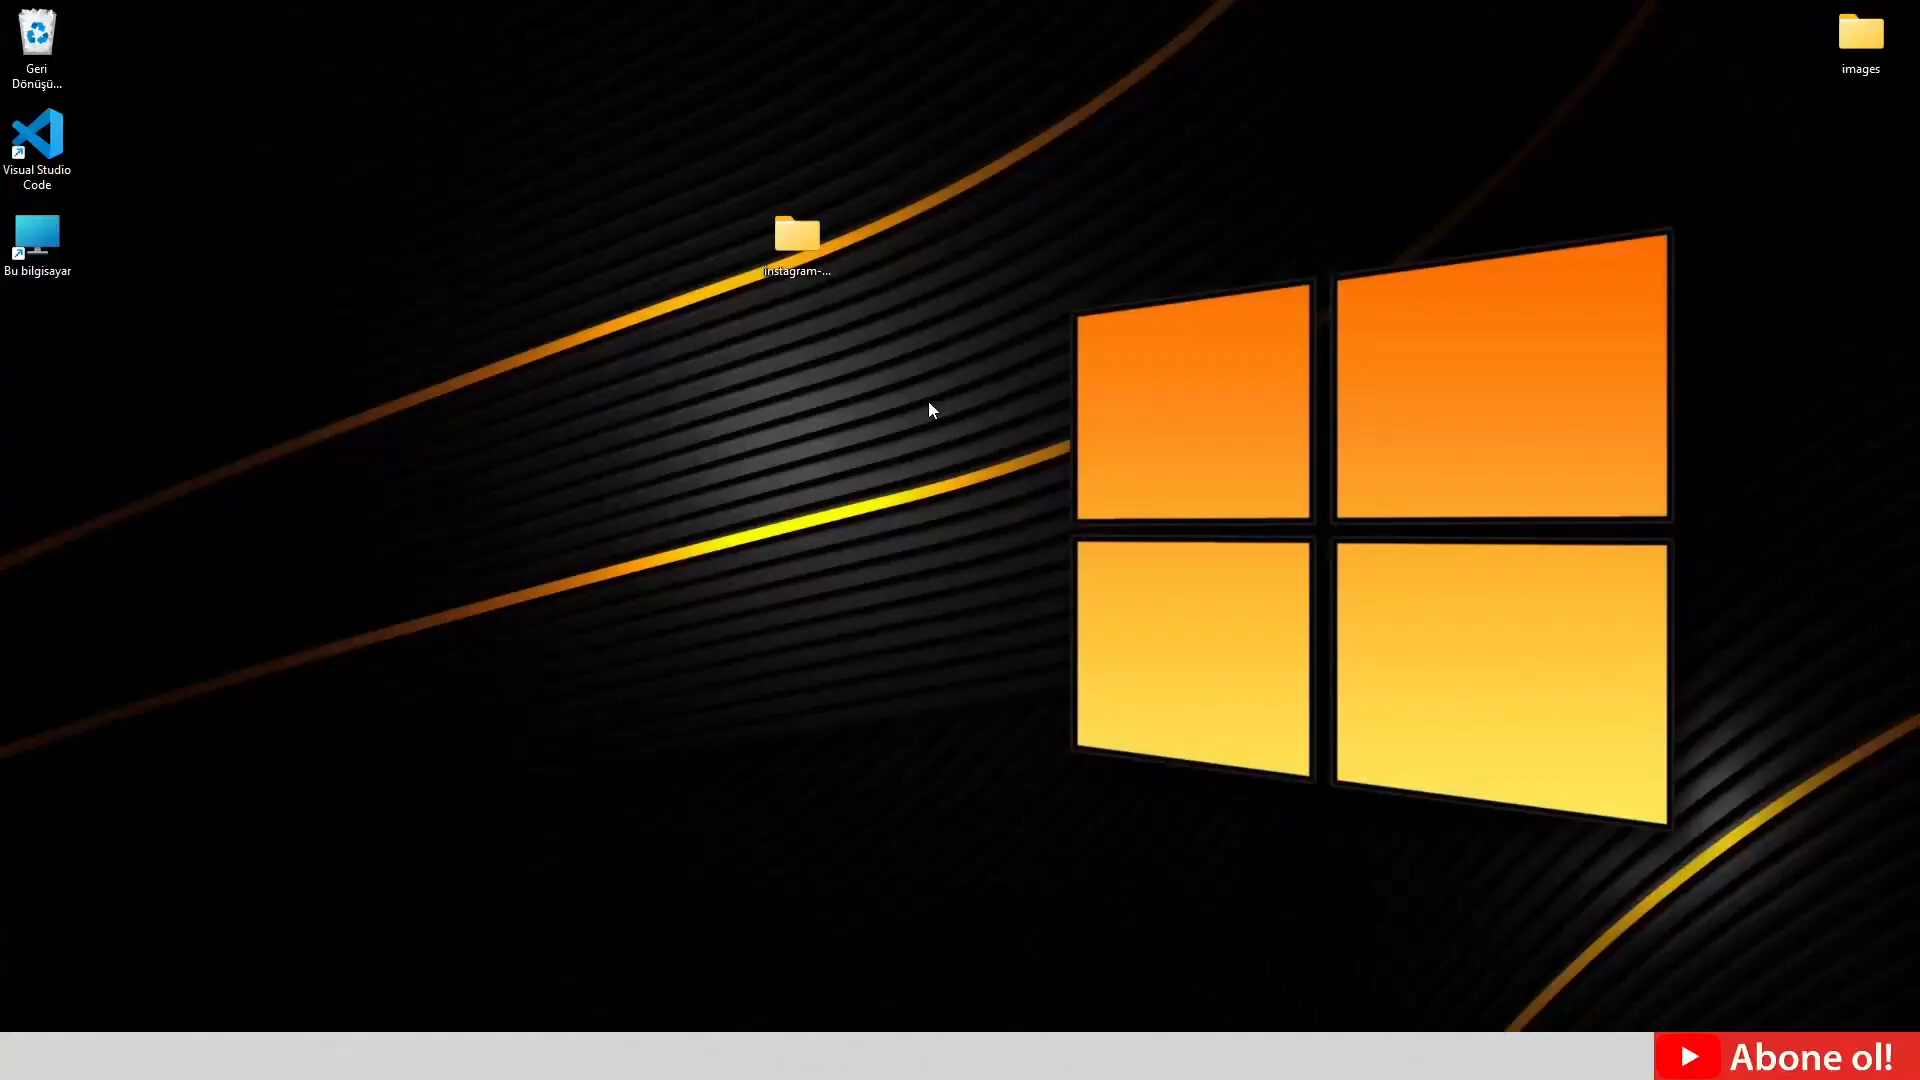 Geri
Dönüşü...
Visual Studio
Code
Bu bilgisayar
instagram-...
images
Abone ol!